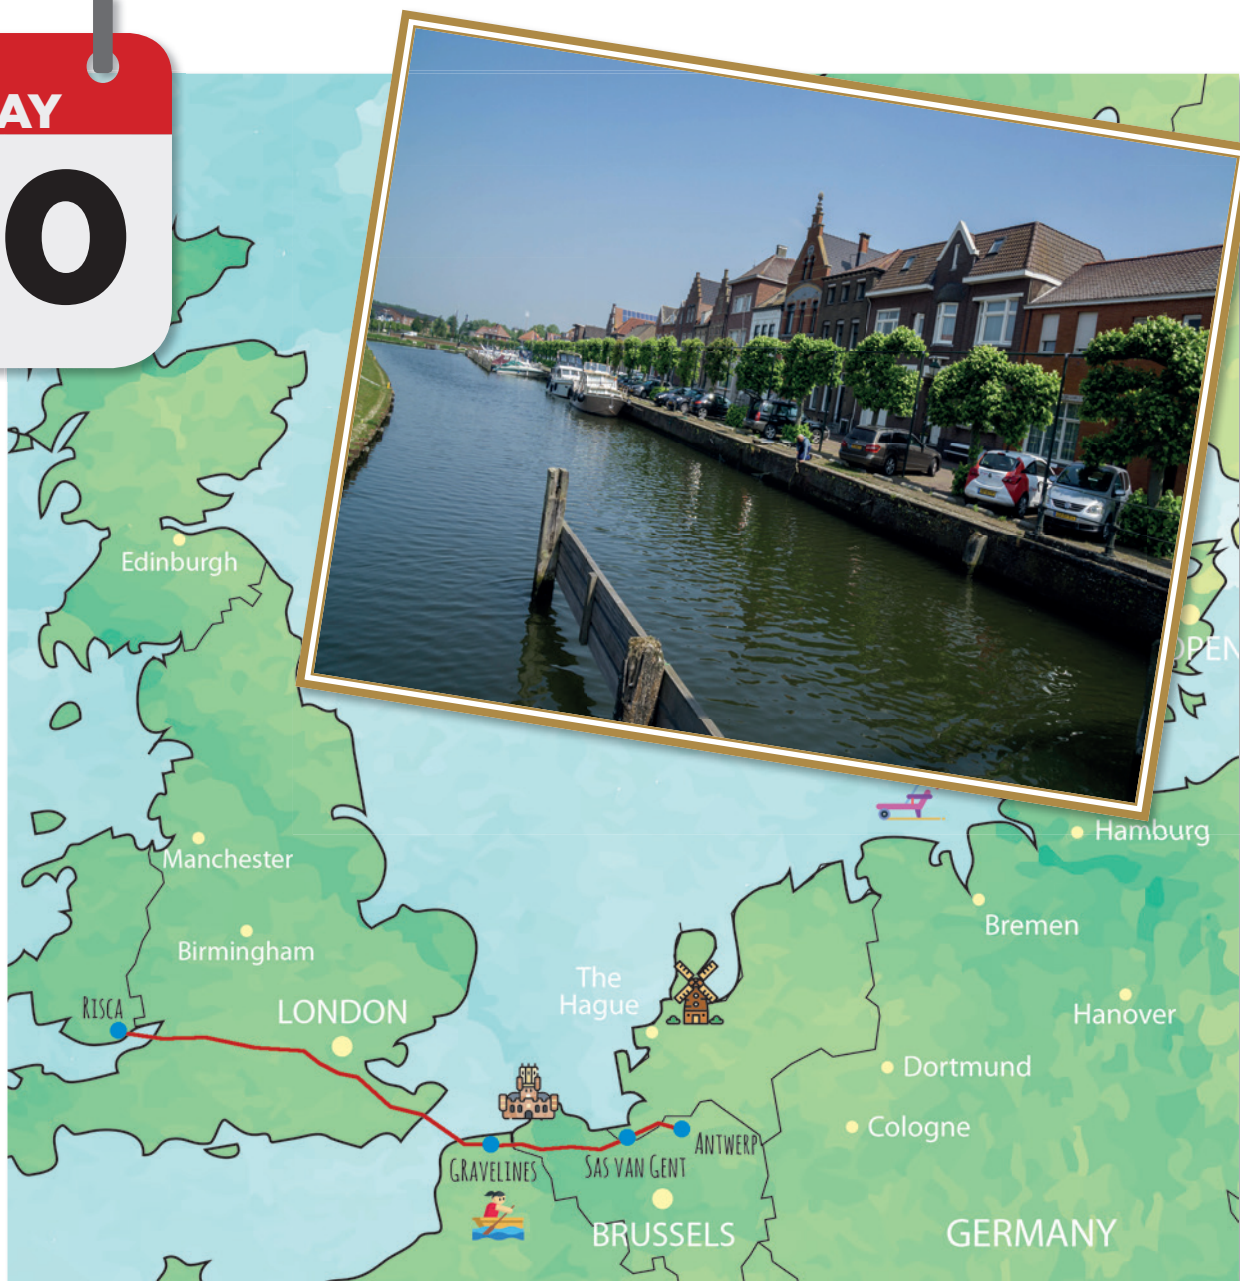 AY
0
Edinburgh
OPEN
Hamburg
Manchester
Bremen
Birmingham
The
Hague
RISCA
LONDON
Hanover
Dortmund
Cologne
ANTWERP
GRAVELINES
SAS VAN GENT
BRUSSELS
GERMANY